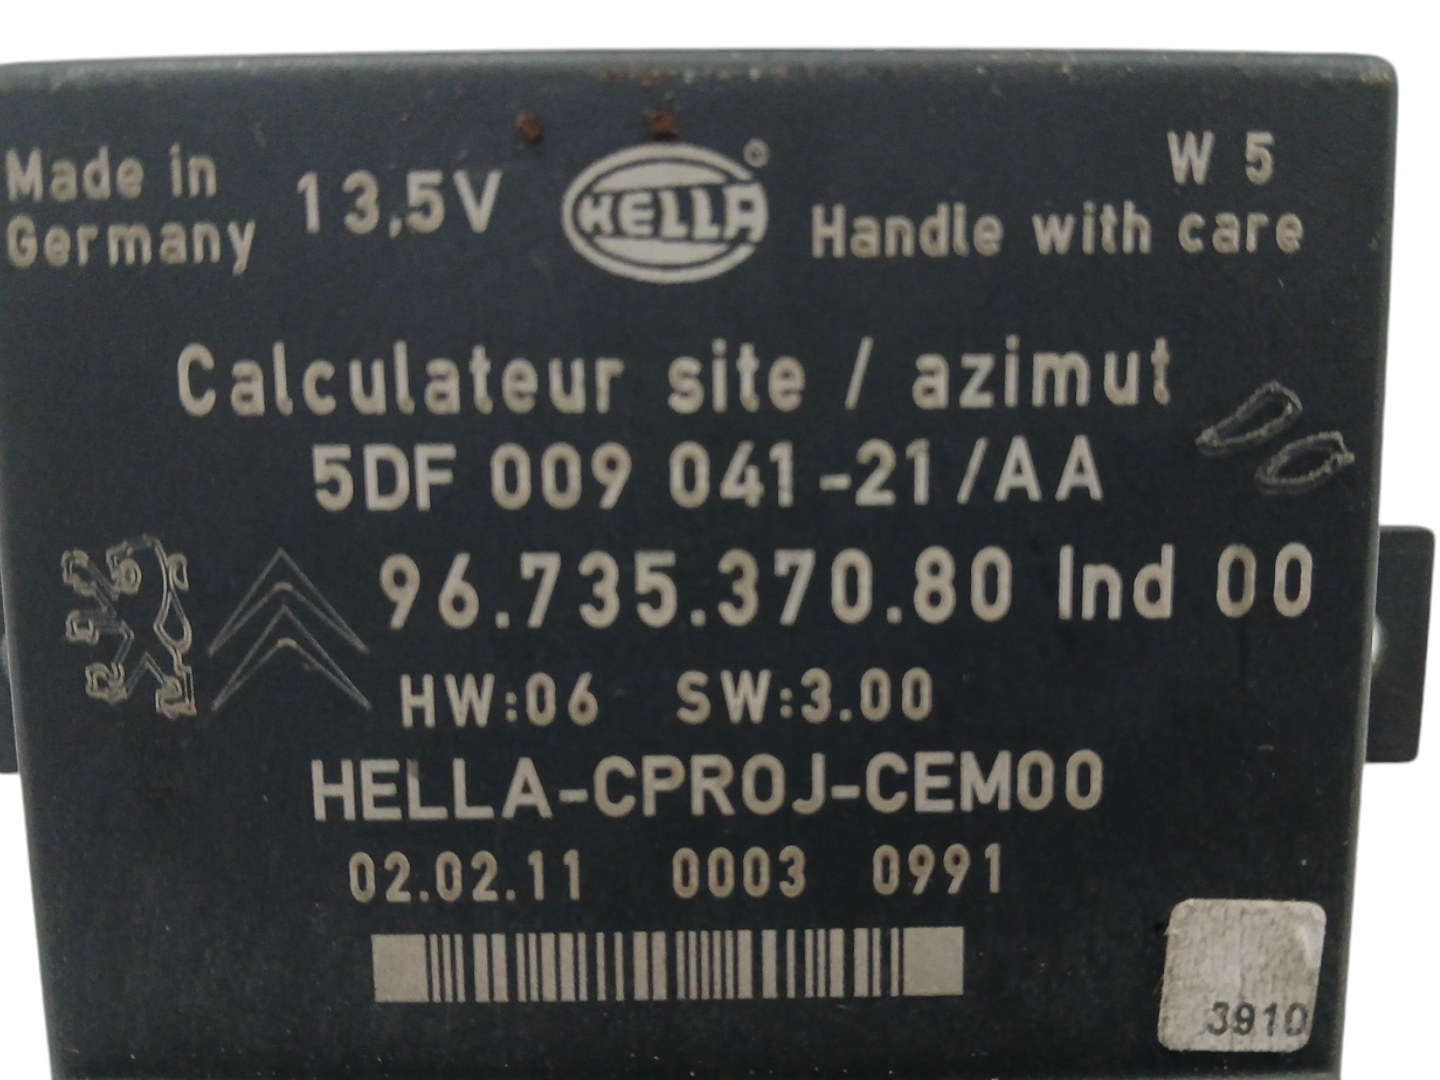 W 5
Made in
Germany
13,5V
HELLA
Handle with care
Calculateur site / azimut
5DF 009 041-21/AA
96.735.370.80 Ind 00
HW:06 SW:3.00
HELLA-CPROJ-CEM00
02.02.11 0003 0991
3910